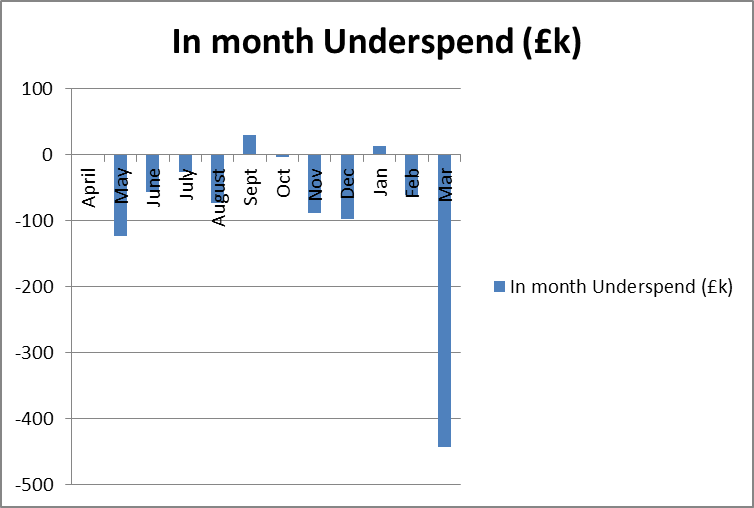 In month Underspend (£k)
100
0
-100
-200
-300
-400
-500
April
May
June
July
August
Sept
Oct
Nov
Dec
Jan
Feb
Mar
In month Underspend (£k)